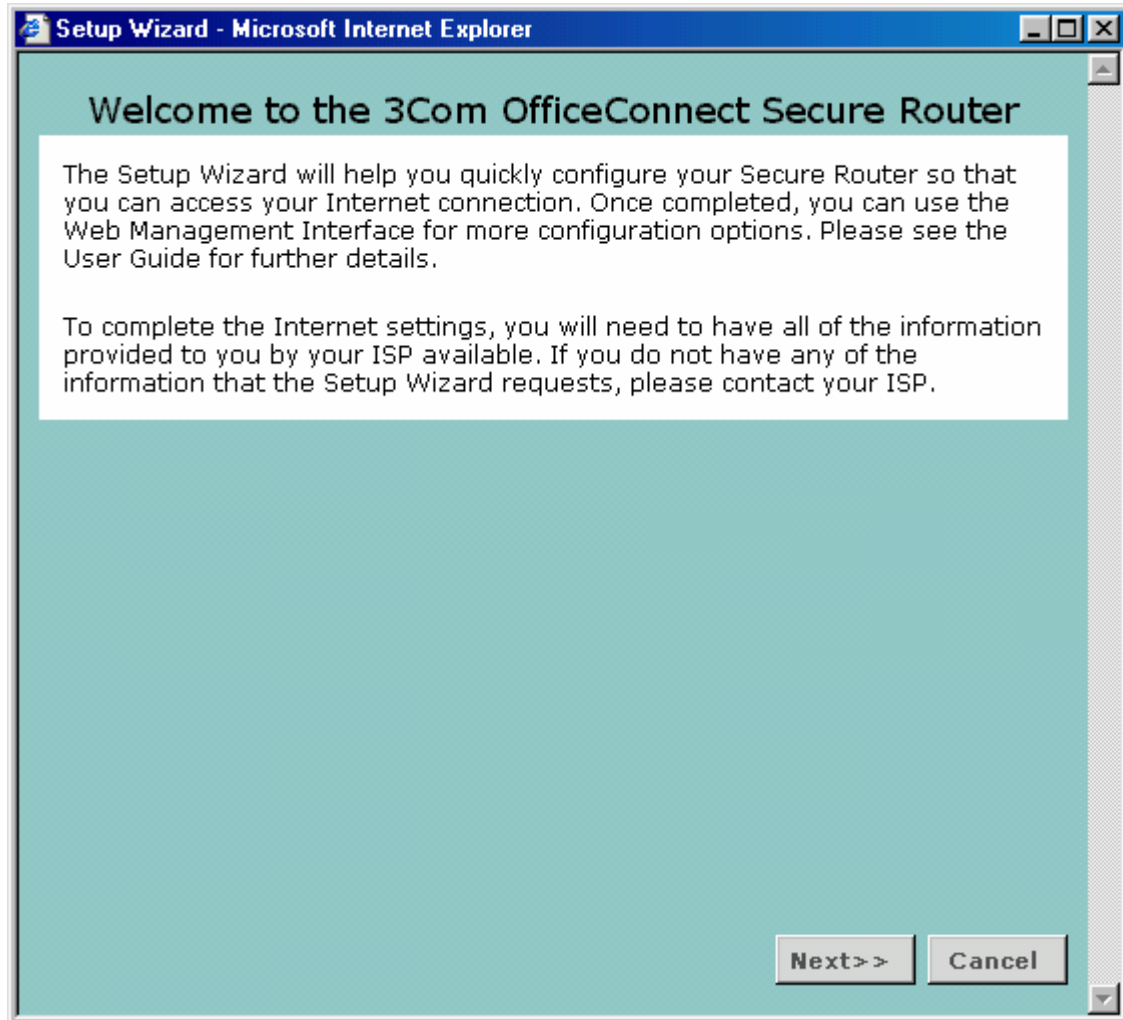 Setup Wizard - Microsoft Internet Explorer
Welcome to the 3Com OfficeConnect Secure Router
The Setup Wizard will help you quickly configure your Secure Router so that
you can access your Internet connection. Once completed, you can use the
Web Management Interface for more configuration options. Please see the
User Guide for further details.
To complete the Internet settings, you will need to have all of the information
provided to you by your ISP available. If you do not have any of the
information that the Setup Wizard requests, please contact your ISP.
Next>>
Cancel